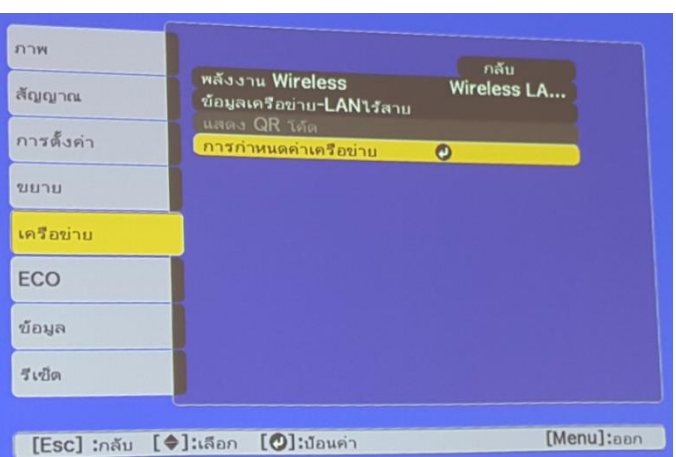 ภาพ
สัญญาณ
การตั้งค่า
ขยาย
เครือข่าย
ECO
ข้อมูล
รีเซ็ต
กลับ
พลังงาน Wireless Wireless LA...
ข้อมูลเครือข่าย-LANไร้สาย
แสดง QR โค้ด
การกำหนดค่าเครือข่าย
[Esc] :กลับ [◆]:เลือก [↵]:ป้อนค่า [Menu]:ออก